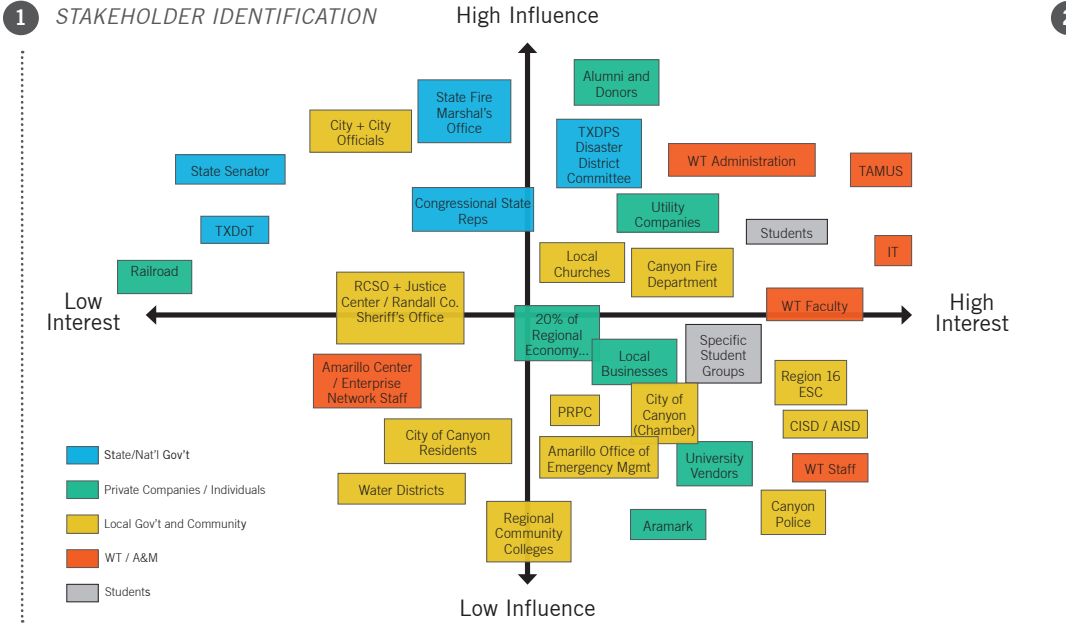 1 STAKEHOLDER IDENTIFICATION
High Influence
2
Alumni and
Donors
State Fire
Marshal's
Office
City + City
Officials
TXDPS
Disaster
District
Committee
WT Administration
TAMUS
State Senator
Congressional State
Reps
Utility
Companies
TXDoT
Students
IT
Local
Churches
Canyon Fire
Department
Railroad
RCSO + Justice
Center / Randall Co.
Sheriff's Office
Low
Interest
WT Faculty
High
Interest
20% of
Regional
Economy...
Specific
Student
Groups
Local
Businesses
Amarillo Center
/ Enterprise
Network Staff
Region 16
ESC
PRPC
City of
Canyon
(Chamber)
CISD / AISD
City of Canyon
Residents
Amarillo Office of
Emergency Mgmt
University
Vendors
WT Staff
Water Districts
Canyon
Police
Regional
Community
Colleges
Aramark
State/Nat'l Gov't
Private Companies / Individuals
Local Gov't and Community
WT / A&M
Students
Low Influence